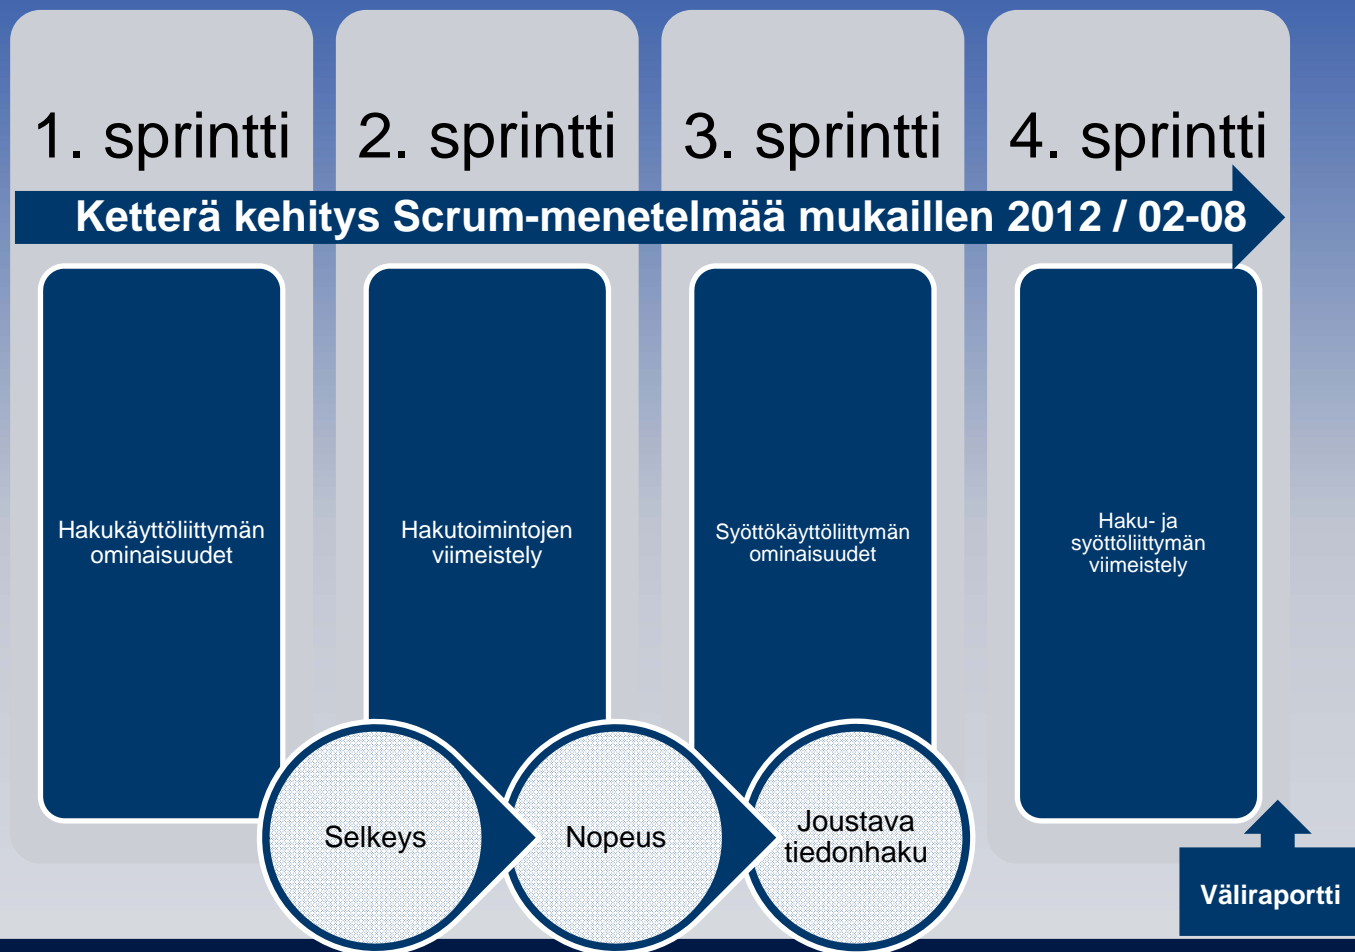 1. sprintti
2. sprintti
3. sprintti
4. sprintti
Ketterä kehitys Scrum-menetelmää mukaillen 2012 / 02-08
Hakukäyttöliittymän
ominaisuudet
Hakutoimintojen
viimeistely
Syöttökäyttöliittymän
ominaisuudet
Haku- ja
syöttöliittymän
viimeistely
Selkeys
Nopeus
Joustava
tiedonhaku
Väliraportti